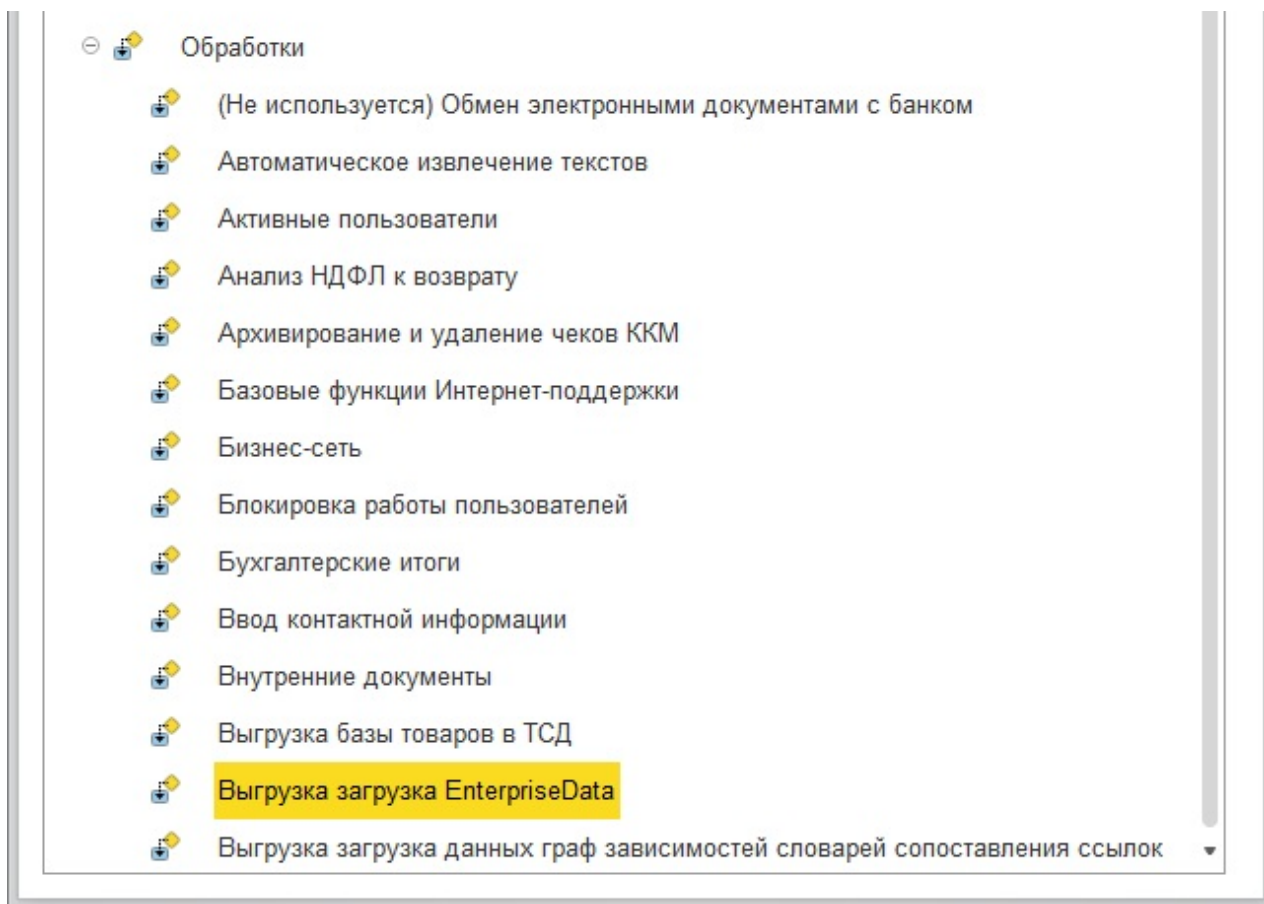 Обработки
(Не используется) Обмен электронными документами с банком
Автоматическое извлечение текстов
Активные пользователи
Анализ НДФЛ к возврату
Архивирование и удаление чеков ККМ
Базовые функции Интернет-поддержки
Бизнес-сеть
Блокировка работы пользователей
Бухгалтерские итоги
Ввод контактной информации
Внутренние документы
Выгрузка базы товаров в ТСД
Выгрузка загрузка EnterpriseData
Выгрузка загрузка данных граф зависимостей словарей сопоставления ссылок